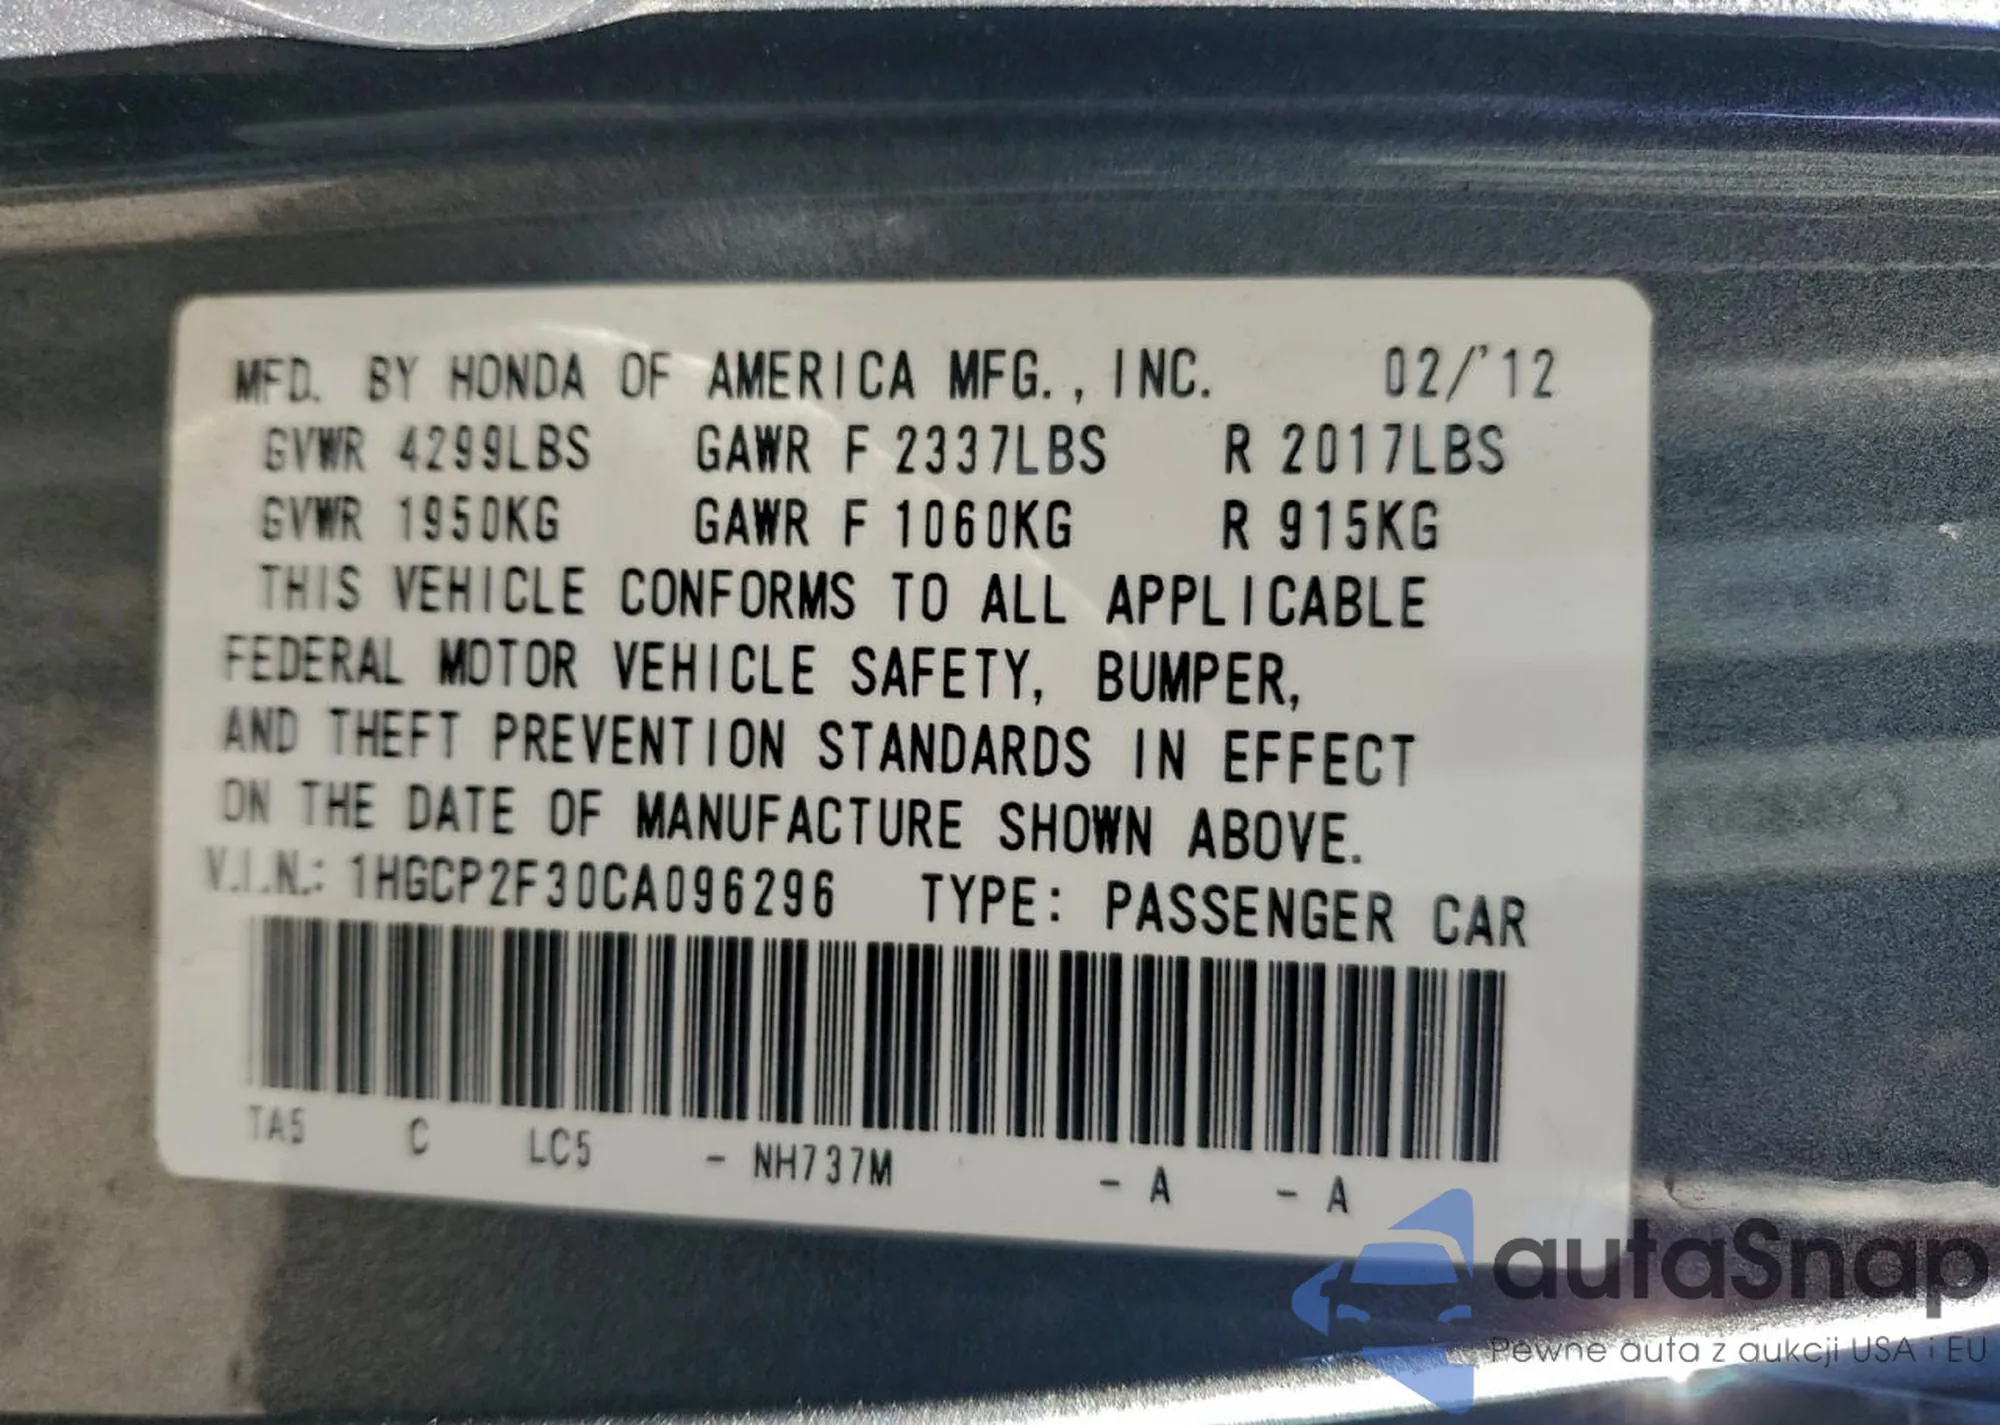 MFD. BY HONDA OF AMERICA MFG., INC. 02/'12
GVWR 4299LBS GAWR F 2337LBS R 2017LBS
GVWR 1950KG GAWR F 1060KG R 915KG
THIS VEHICLE CONFORMS TO ALL APPLICABLE
FEDERAL MOTOR VEHICLE SAFETY, BUMPER,
AND THEFT PREVENTION STANDARDS IN EFFECT
ON THE DATE OF MANUFACTURE SHOWN ABOVE.
V.I.N.: 1HGCP2F30CA096296 TYPE: PASSENGER CAR
TA5 C LC5 - NH737M - A - A
autaSnap
Pewne auta z aukcji USA i EU